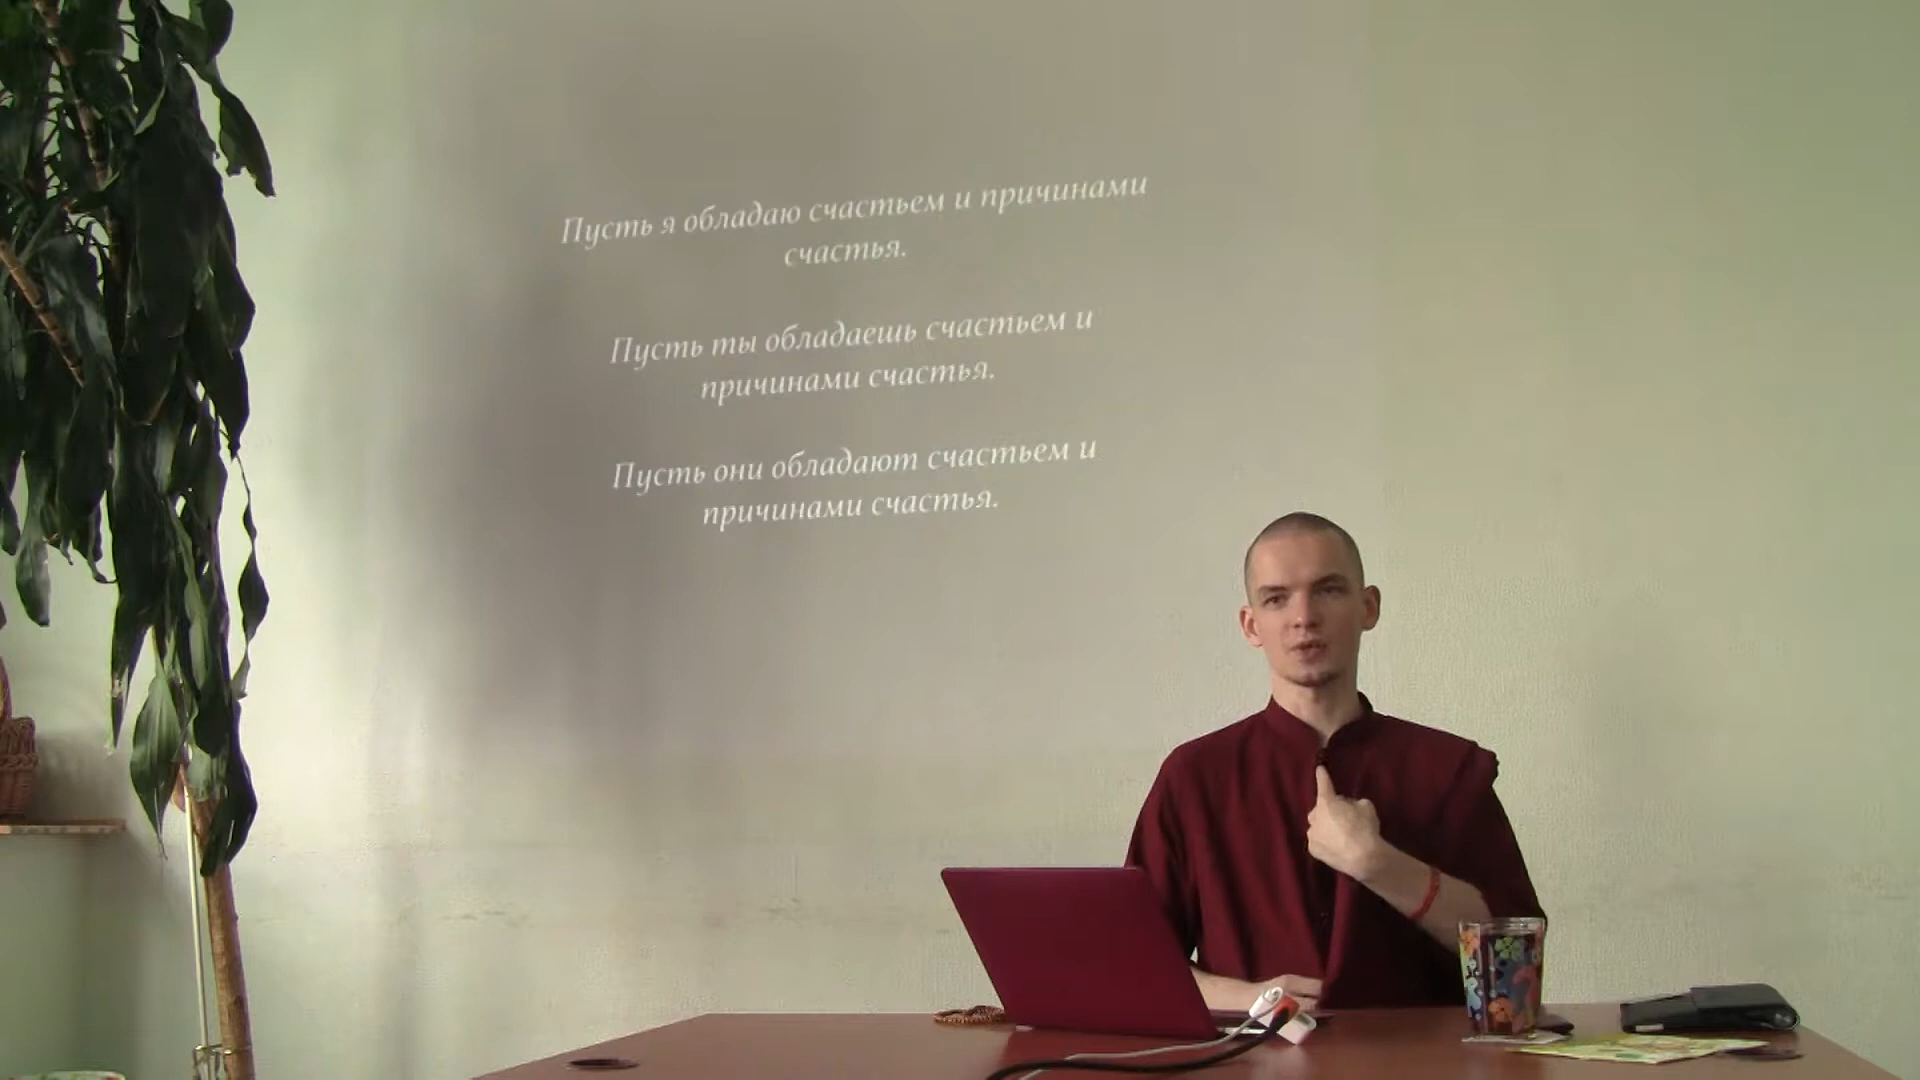 Пусть я обладаю счастьем и причинами
счастья.
Пусть ты обладаешь счастьем и
причинами счастья.
Пусть они обладают счастьем и
причинами счастья.